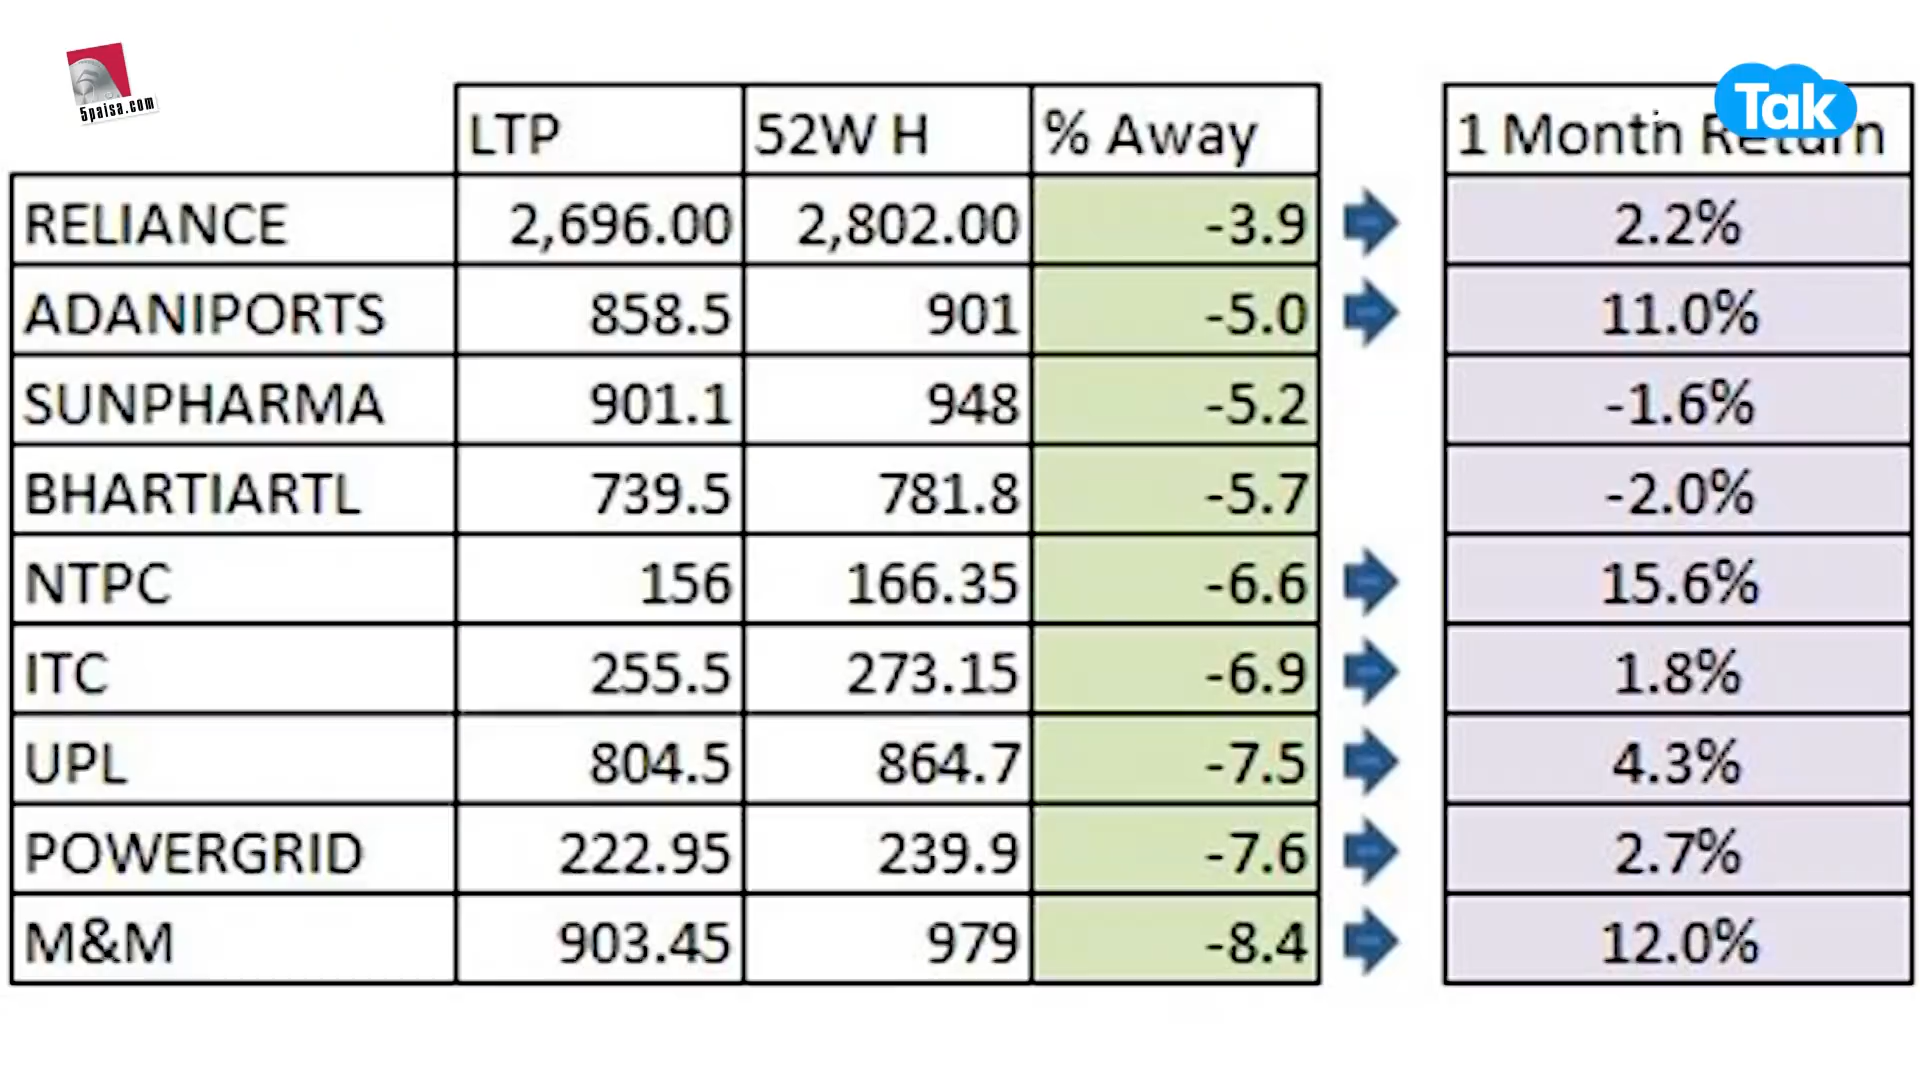 5paisa.com
Tak
LTP 52W H % Away 1 Month Return
RELIANCE 2,696.00 2,802.00 -3.9 2.2%
ADANIPORTS 858.5 901 -5.0 11.0%
SUNPHARMA 901.1 948 -5.2 -1.6%
BHARTIARTL 739.5 781.8 -5.7 -2.0%
NTPC 156 166.35 -6.6 15.6%
ITC 255.5 273.15 -6.9 1.8%
UPL 804.5 864.7 -7.5 4.3%
POWERGRID 222.95 239.9 -7.6 2.7%
M&M 903.45 979 -8.4 12.0%